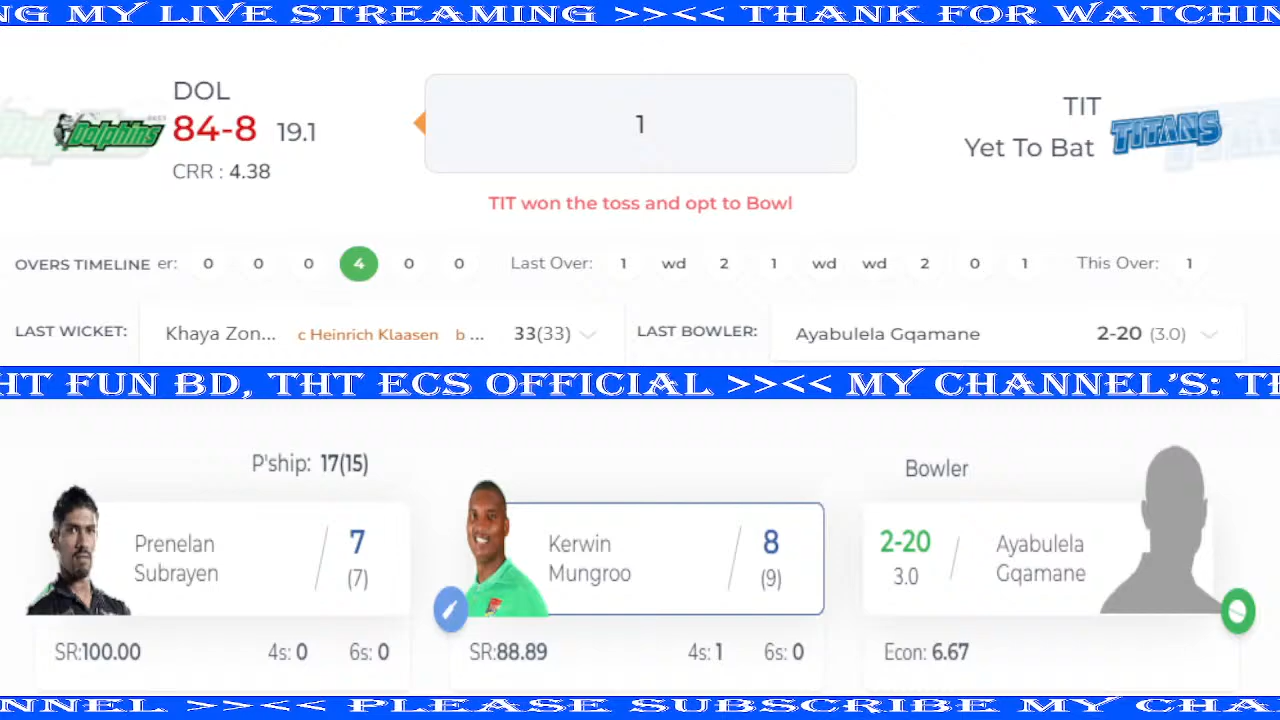 NG MY LIVE STREAMING >><< THANK FOR WATCHIN
DOL
Dolphins
84-8 19.1
CRR : 4.38
1
TIT
Yet To Bat
TITANS
TIT won the toss and opt to Bowl
OVERS TIMELINE er: 0 0 0 4 0 0 Last Over: 1 wd 2 1 wd wd 2 0 1 This Over: 1
LAST WICKET: Khaya Zon... c Heinrich Klaasen b ... 33(33) LAST BOWLER: Ayabulela Gqamane 2-20 (3.0)
HT FUN BD, THT ECS OFFICIAL >><< MY CHANNEL'S: TH
P'ship: 17(15)
Bowler
Prenelan
Subrayen
7
(7)
Kerwin
Mungroo
8
(9)
2-20
3.0
Ayabulela
Gqamane
SR:100.00 4s: 0 6s: 0
SR:88.89 4s: 1 6s: 0
Econ: 6.67
NNEL >><< PLEASE SUBSCRIBE MY CHA